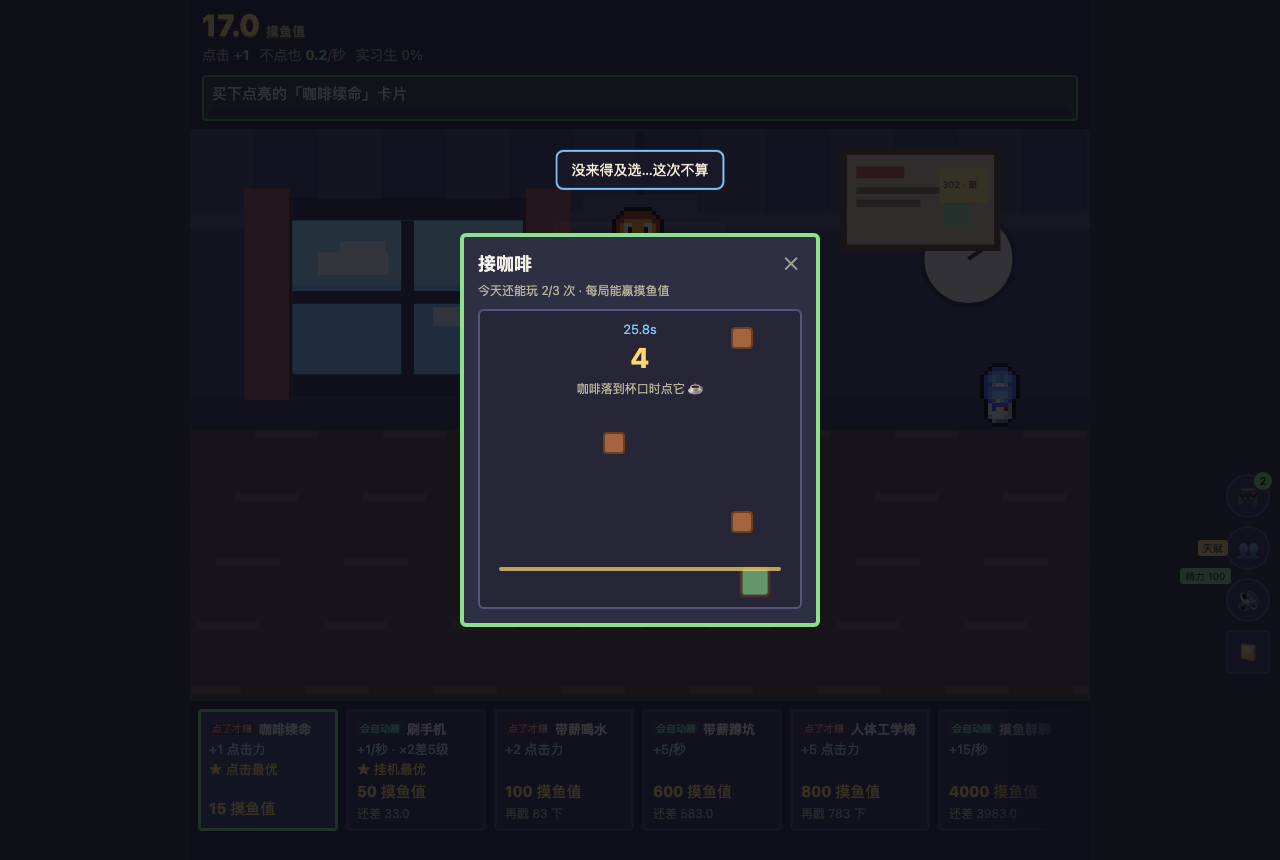 17.0 摸鱼值
点击 +1 不点也 0.2/秒 实习生 0%
买下点亮的「咖啡续命」卡片
没来得及选...这次不算
302 · 第
接咖啡
今天还能玩 2/3 次 · 每局能赢摸鱼值
25.8s
4
咖啡落到杯口时点它
2
天赋
精力 100
点了才赚 咖啡续命
+1 点击力
★ 点击最优
15 摸鱼值
会自动赚 刷手机
+1/秒 · ×2差5级
★ 挂机最优
50 摸鱼值
还差 33.0
点了才赚 带薪喝水
+2 点击力
100 摸鱼值
再戳 83 下
会自动赚 带薪蹲坑
+5/秒
600 摸鱼值
还差 583.0
点了才赚 人体工学椅
+5 点击力
800 摸鱼值
再戳 783 下
会自动赚 摸鱼群聊
+15/秒
4000 摸鱼值
还差 3983.0